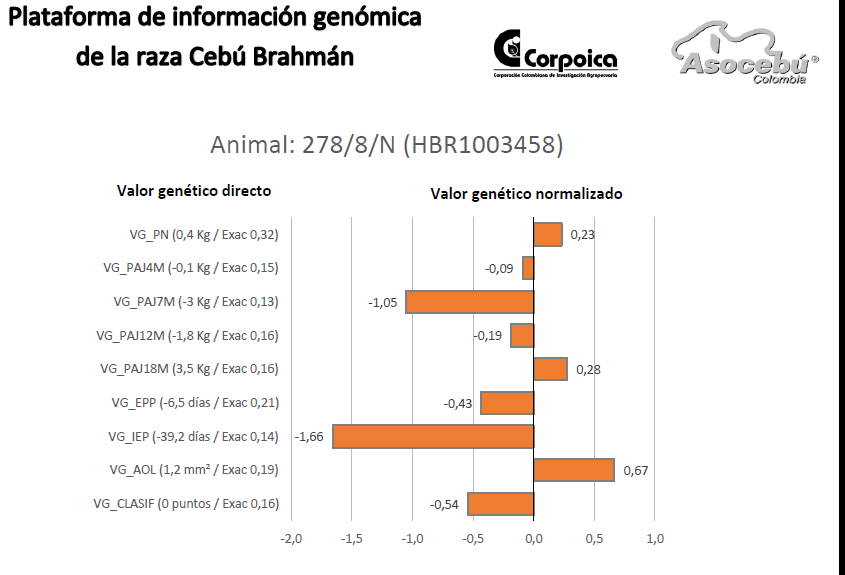 Plataforma de información genómica
de la raza Cebú Brahmán
Corpoica
Corporación Colombiana de Investigación Agropecuaria
Asocebú®
Colombia
Animal: 278/8/N (HBR1003458)
Valor genético directo
Valor genético normalizado
VG_PN (0,4 Kg / Exac 0,32)
0,23
VG_PAJ4M (-0,1 Kg / Exac 0,15)
-0,09
VG_PAJ7M (-3 Kg / Exac 0,13)
-1,05
VG_PAJ12M (-1,8 Kg / Exac 0,16)
-0,19
VG_PAJ18M (3,5 Kg / Exac 0,16)
0,28
VG_EPP (-6,5 días / Exac 0,21)
-0,43
VG_IEP (-39,2 días / Exac 0,14)
-1,66
VG_AOL (1,2 mm² / Exac 0,19)
0,67
VG_CLASIF (0 puntos / Exac 0,16)
-0,54
-2,0 -1,5 -1,0 -0,5 0,0 0,5 1,0